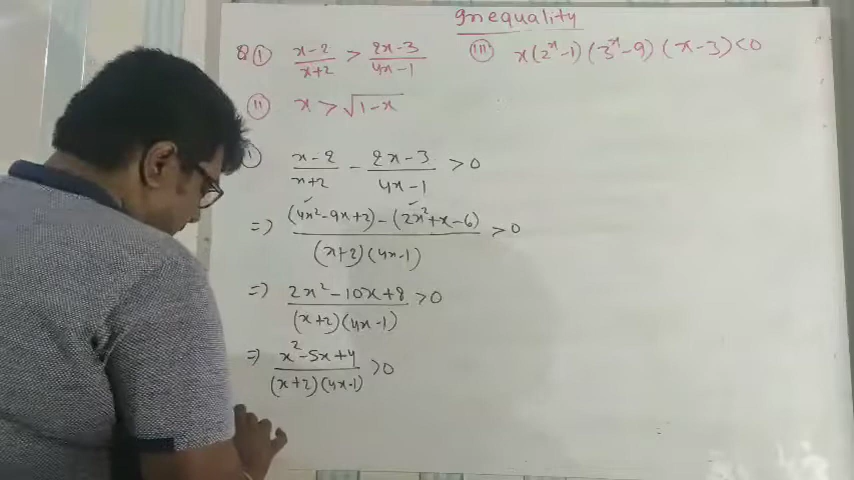 Inequality
Q (I) (x-2)/(x+2) > (2x-3)/(4x-1)
(III) x(2^x-1)(3^x-9)(x-3)<0
(II) x > √(1-x)
(x-2)/(x+2) - (2x-3)/(4x-1) > 0
=> ((4x²-9x+2)-(2x²+x-6))/((x+2)(4x-1)) > 0
=> (2x²-10x+8)/((x+2)(4x-1)) > 0
=> (x²-5x+4)/((x+2)(4x-1)) > 0